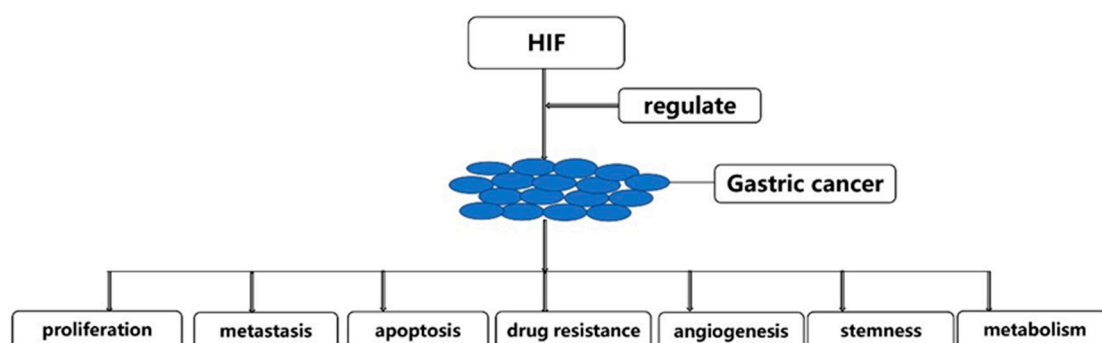 HIF
regulate
Gastric cancer
proliferation
metastasis
apoptosis
drug resistance
angiogenesis
stemness
metabolism